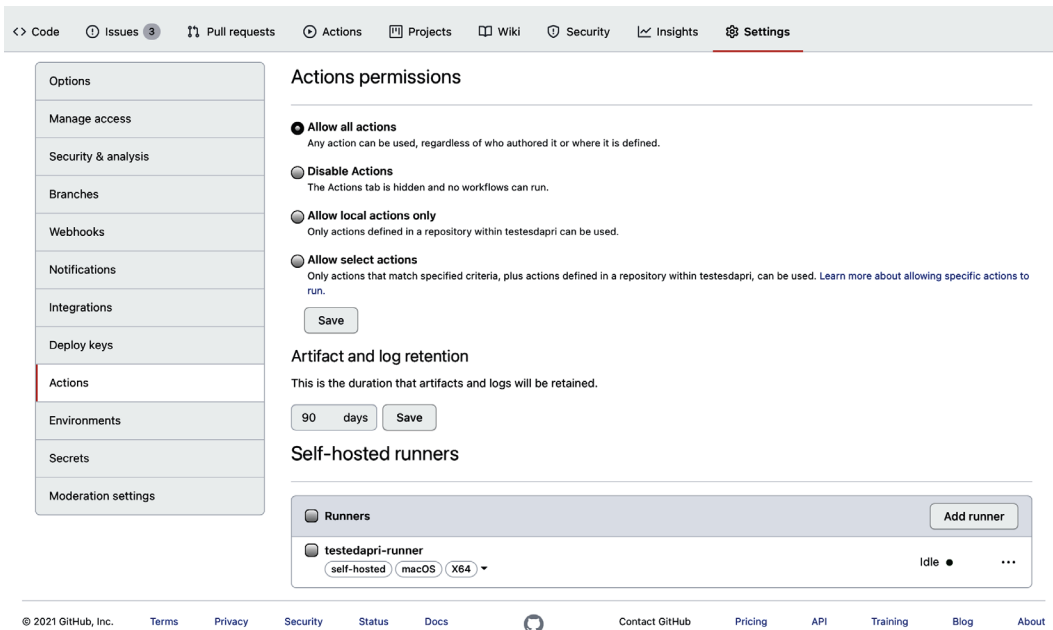 Code Issues 3 Pull requests Actions Projects Wiki Security Insights Settings
Options
Manage access
Security & analysis
Branches
Webhooks
Notifications
Integrations
Deploy keys
Actions
Environments
Secrets
Moderation settings
Actions permissions
Allow all actions
Any action can be used, regardless of who authored it or where it is defined.
Disable Actions
The Actions tab is hidden and no workflows can run.
Allow local actions only
Only actions defined in a repository within testesdapri can be used.
Allow select actions
Only actions that match specified criteria, plus actions defined in a repository within testesdapri, can be used. Learn more about allowing specific actions to
run.
Save
Artifact and log retention
This is the duration that artifacts and logs will be retained.
90 days Save
Self-hosted runners
Runners Add runner
testedapri-runner
self-hosted macOS X64 Idle
© 2021 GitHub, Inc. Terms Privacy Security Status Docs Contact GitHub Pricing API Training Blog About